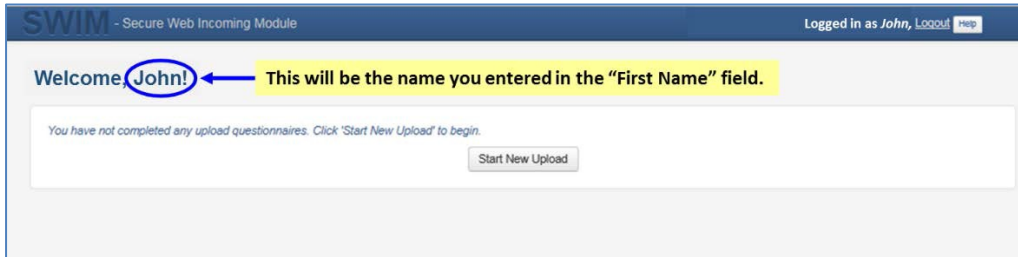 SWIM - Secure Web Incoming Module
Logged in as John, Logout Help
Welcome, John!
This will be the name you entered in the “First Name” field.
You have not completed any upload questionnaires. Click 'Start New Upload' to begin.
Start New Upload